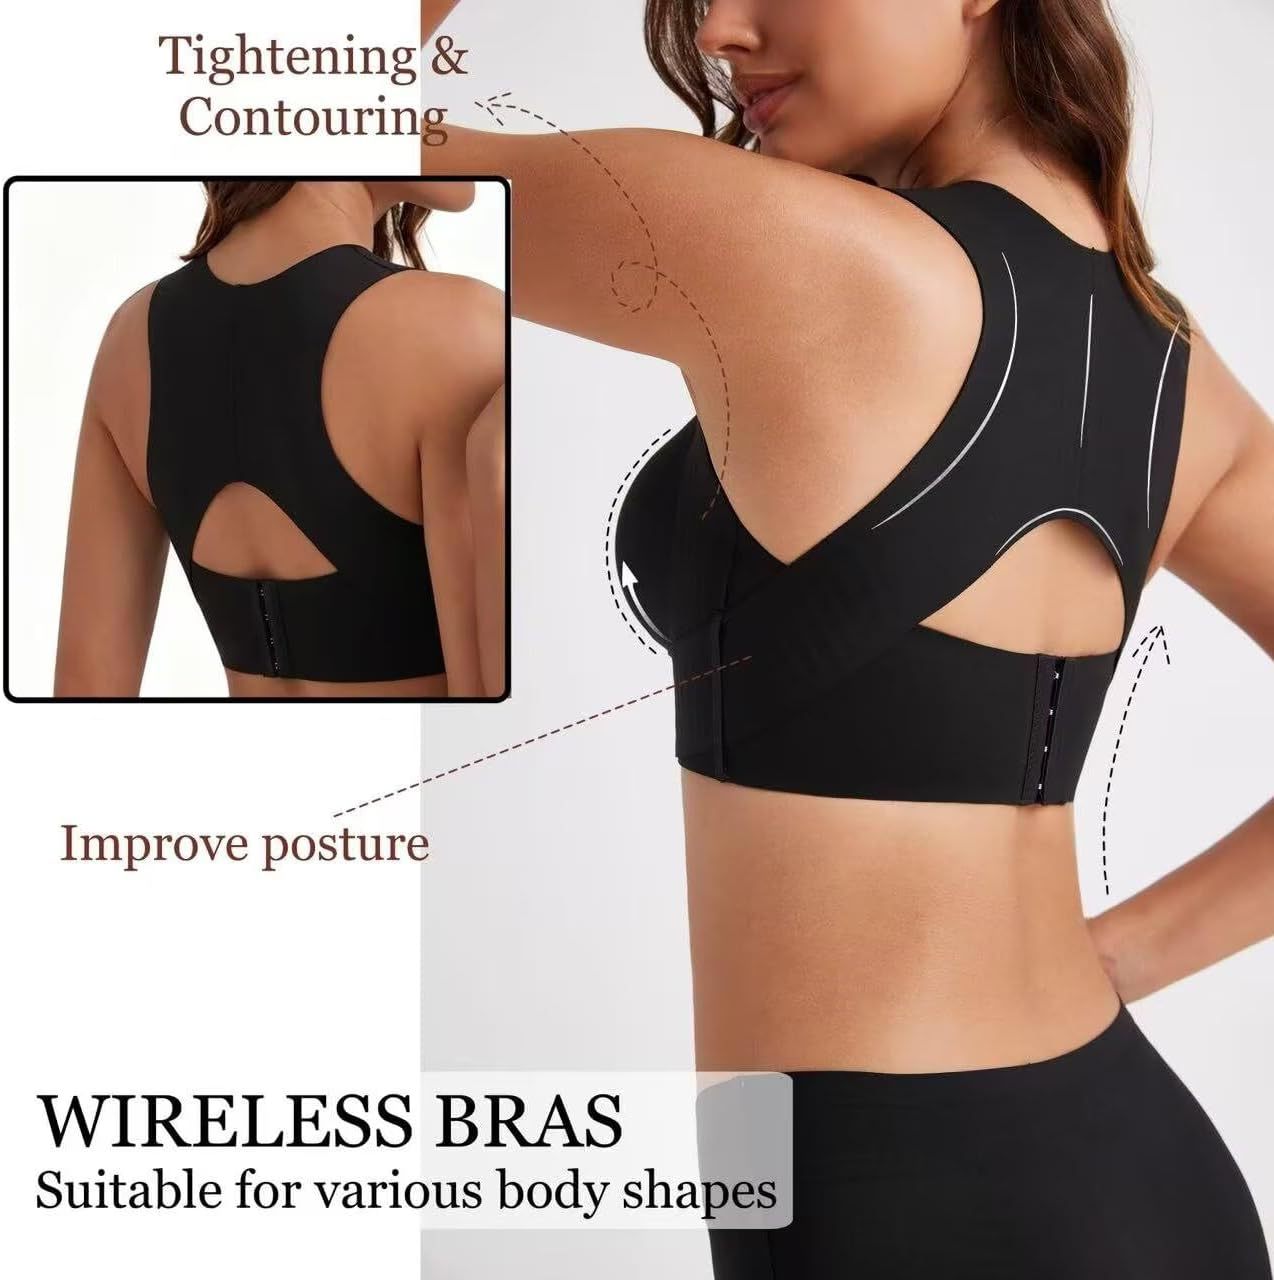 Tightening &
Contouring
Improve posture
WIRELESS BRAS
Suitable for various body shapes